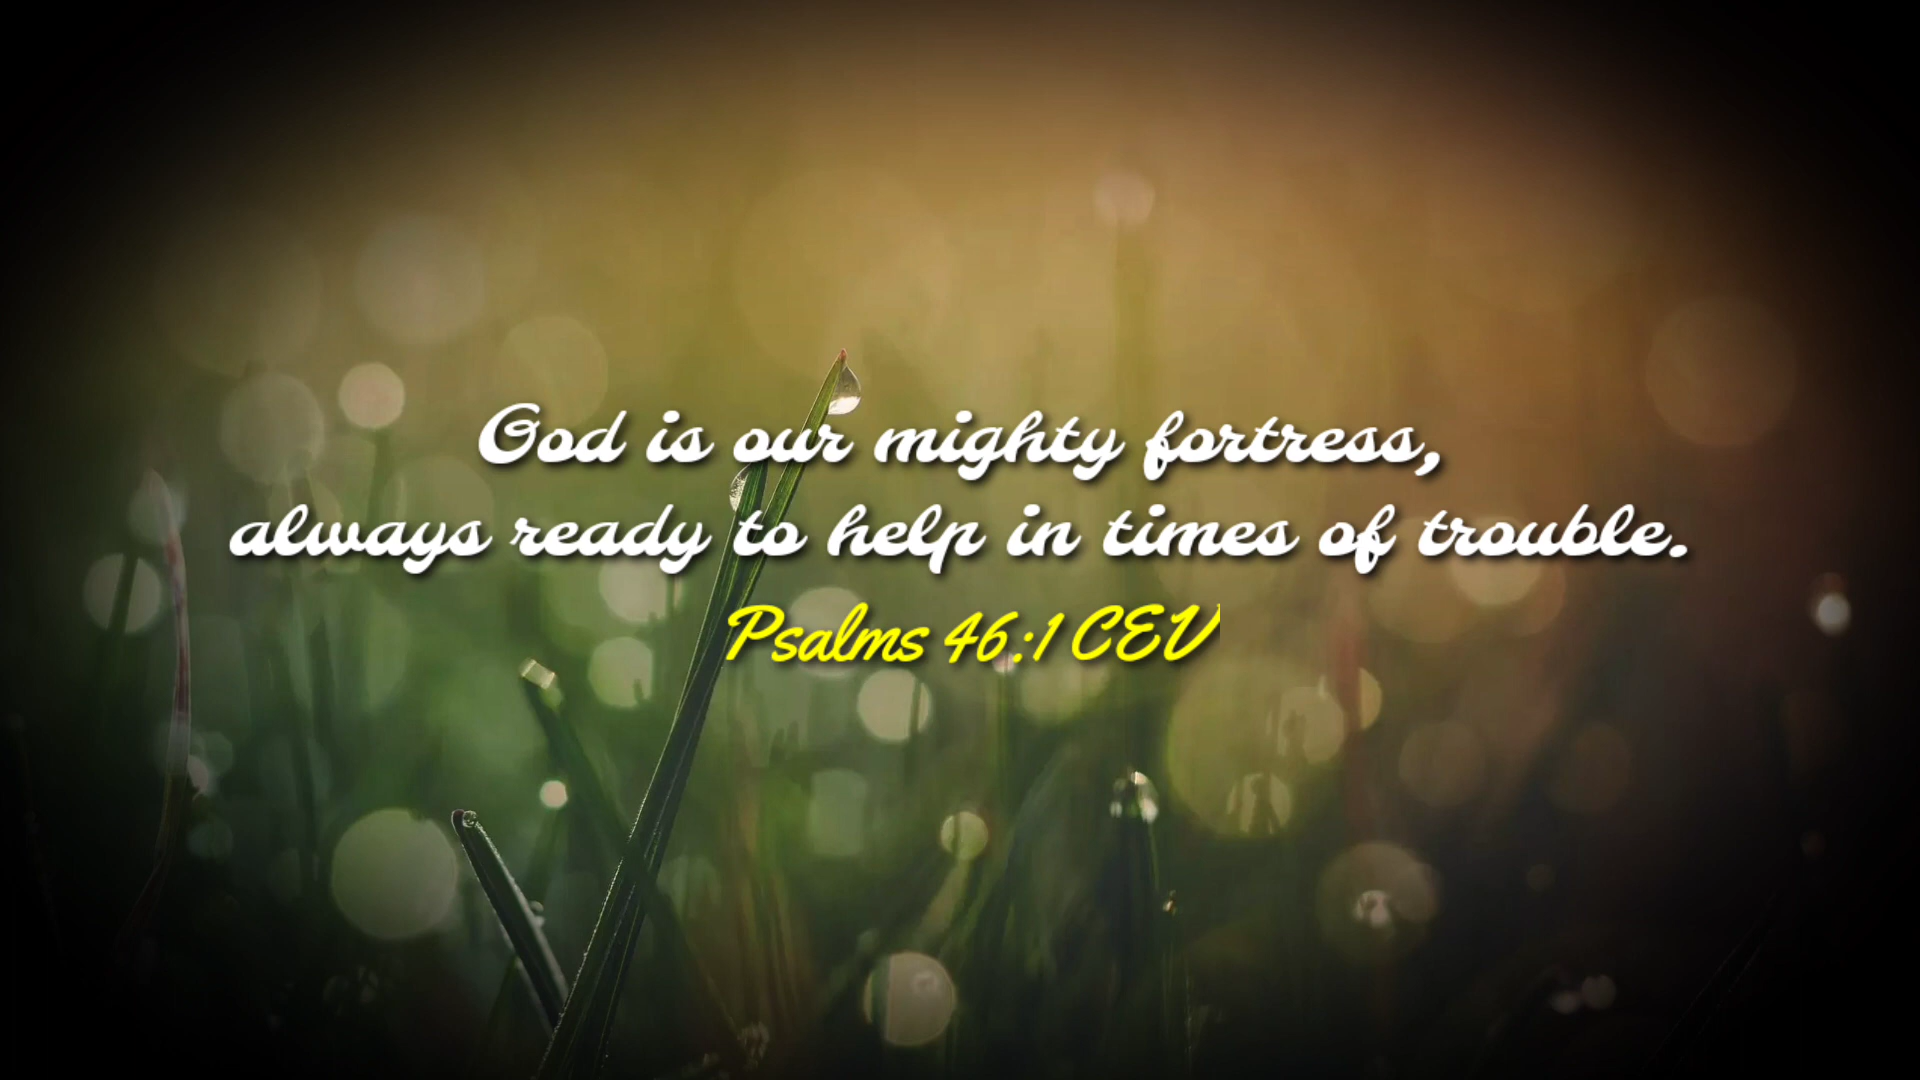 God is our mighty fortress,
always ready to help in times of trouble.
Psalms 46:1 CEV